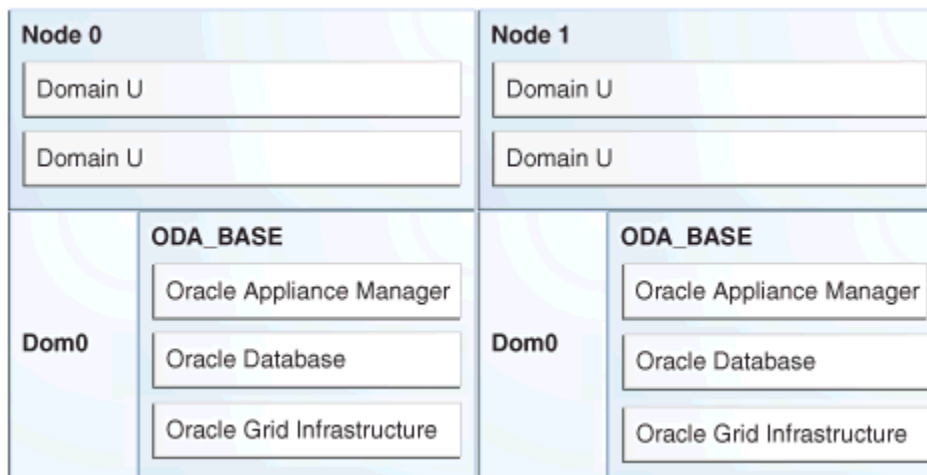 Node 0
Domain U
Domain U
Dom0
ODA_BASE
Oracle Appliance Manager
Oracle Database
Oracle Grid Infrastructure
Node 1
Domain U
Domain U
Dom0
ODA_BASE
Oracle Appliance Manager
Oracle Database
Oracle Grid Infrastructure